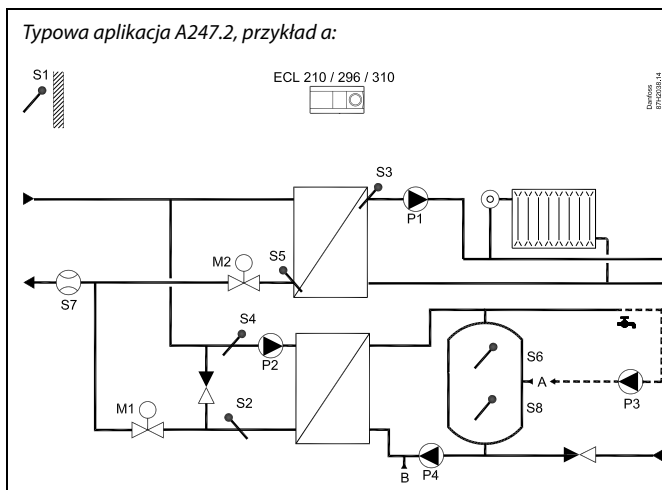 Typowa aplikacja A247.2, przykład a:
S1
ECL 210 / 296 / 310
Danfoss
87H2038.14
S3
P1
M2
S5
S7
S4
P2
S6
A
S8
P3
M1
S2
B
P4